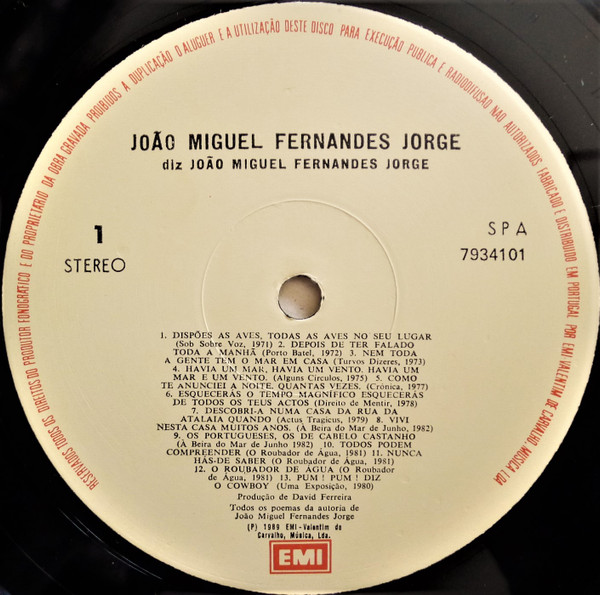 RESERVADOS TODOS OS DIREITOS DO PRODUTOR FONOGRÁFICO E DO PROPRIETÁRIO DA OBRA GRAVADA PROIBIDOS A DUPLICAÇÃO O ALUGUER E A UTILIZAÇÃO DESTE DISCO PARA EXECUÇÃO PUBLICA E RADIODIFUSÃO NÃO AUTORIZADOS FABRICADO E DISTRIBUIDO EM PORTUGAL POR EMI VALENTIM DE CARVALHO, MÚSICA LDA
JOÃO MIGUEL FERNANDES JORGE
diz JOÃO MIGUEL FERNANDES JORGE
1
STEREO
SPA
7934101
1. DISPÕES AS AVES, TODAS AS AVES NO SEU LUGAR
(Sob Sobre Voz, 1971) 2. DEPOIS DE TER FALADO
TODA A MANHÃ (Porto Batel, 1972) 3. NEM TODA
A GENTE TEM O MAR EM CASA (Turvos Dizeres, 1973)
4. HAVIA UM MAR, HAVIA UM VENTO. HAVIA UM
MAR E UM VENTO. (Alguns Círculos, 1975) 5. COMO
TE ANUNCIEI A NOITE. QUANTAS VEZES. (Crónica, 1977)
6. ESQUECERÁS O TEMPO MAGNÍFICO ESQUECERÁS
DE TODOS OS TEUS ACTOS (Direito de Mentir, 1978)
7. DESCOBRI-A NUMA CASA DA RUA DA
ATALAIA QUANDO (Actus Tragicus, 1979) 8. VIVI
NESTA CASA MUITOS ANOS. (À Beira do Mar de Junho, 1982)
9. OS PORTUGUESES, OS DE CABELO CASTANHO
(À Beira do Mar de Junho 1982) 10. TODOS PODEM
COMPREENDER (O Roubador de Água, 1981) 11. NUNCA
HÁS-DE SABER (O Roubador de Água, 1981)
12. O ROUBADOR DE ÁGUA (O Roubador
de Água, 1981) 13. PUM ! PUM ! DIZ
O COWBOY (Uma Exposição, 1980)
Produção de David Ferreira
Todos os poemas da autoria de
João Miguel Fernandes Jorge
(P) 1989 EMI-Valentim de
Carvalho, Música, Lda.
EMI